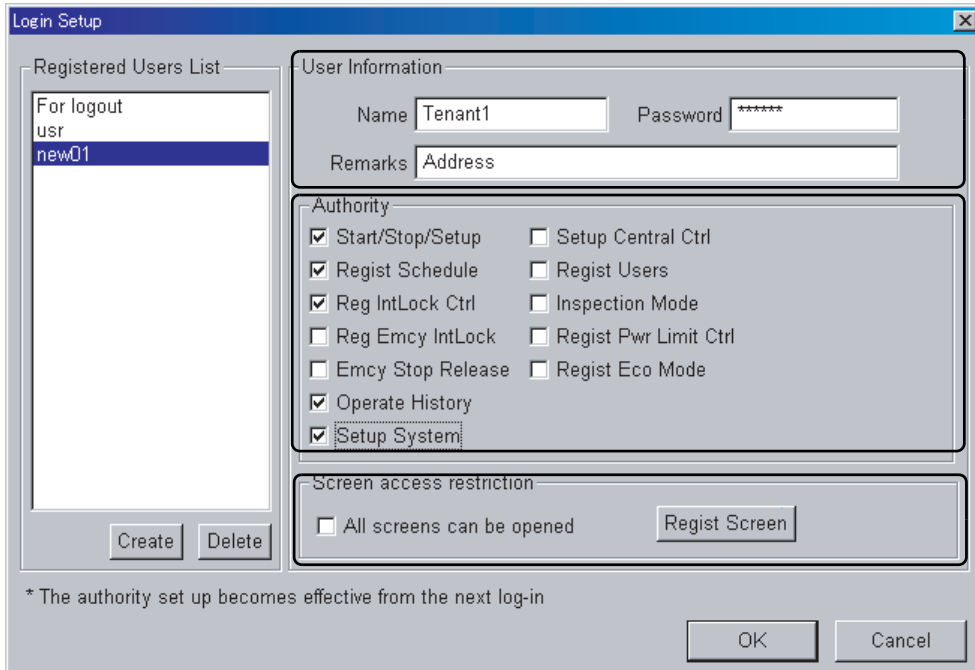 Login Setup
Registered Users List
For logout
usr
new01
Create
Delete
User Information
Name
Tenant1
Password
******
Remarks
Address
Authority
Start/Stop/Setup
Setup Central Ctrl
Regist Schedule
Regist Users
Reg IntLock Ctrl
Inspection Mode
Reg Emcy IntLock
Regist Pwr Limit Ctrl
Emcy Stop Release
Regist Eco Mode
Operate History
Setup System
Screen access restriction
All screens can be opened
Regist Screen
* The authority set up becomes effective from the next log-in
OK
Cancel